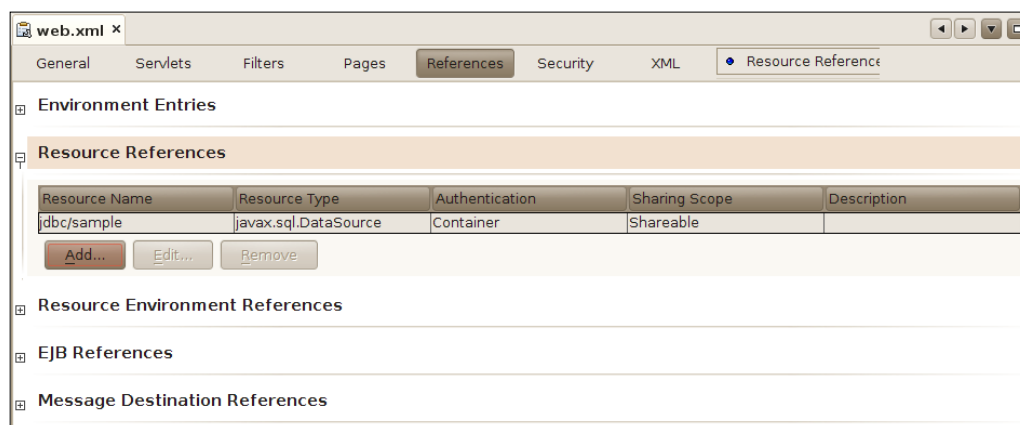 web.xml ×
General Servlets Filters Pages References Security XML Resource Reference
Environment Entries
Resource References
Resource Name Resource Type Authentication Sharing Scope Description
jdbc/sample javax.sql.DataSource Container Shareable
Add... Edit... Remove
Resource Environment References
EJB References
Message Destination References